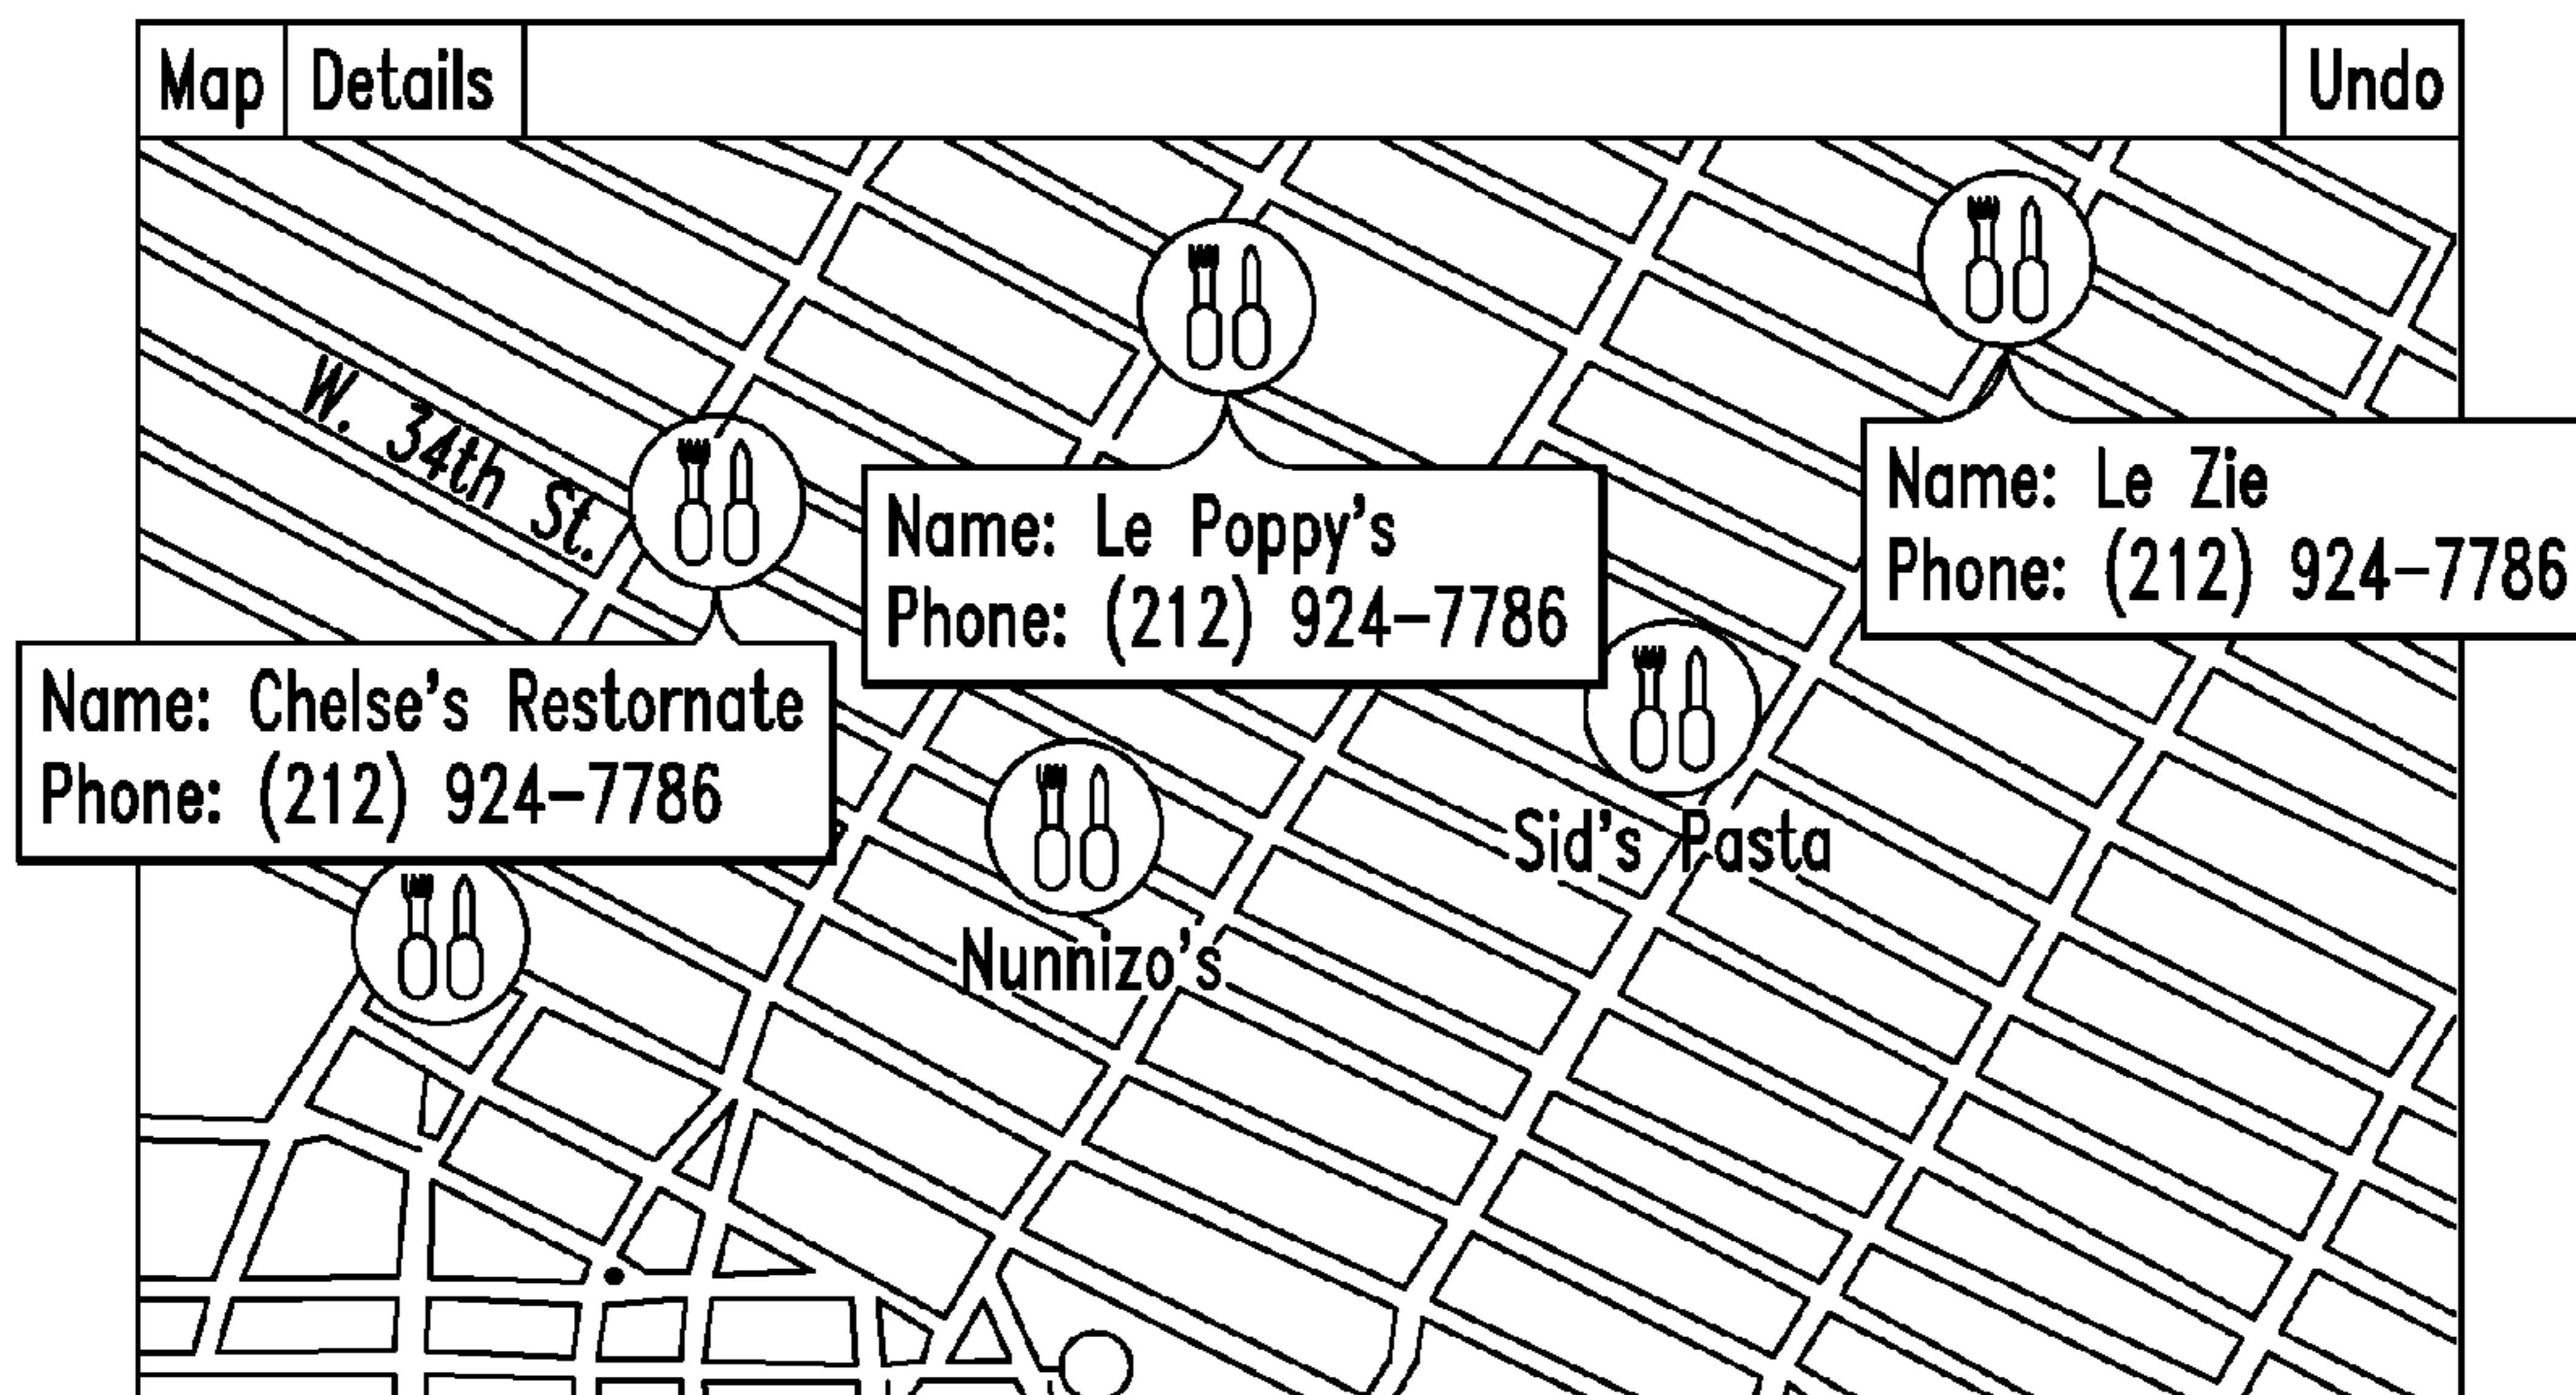 Map Details Undo
W. 34th St.
Name: Le Zie
Phone: (212) 924-7786
Name: Le Poppy's
Phone: (212) 924-7786
Name: Chelse's Restornate
Phone: (212) 924-7786
Sid's Pasta
Nunnizo's